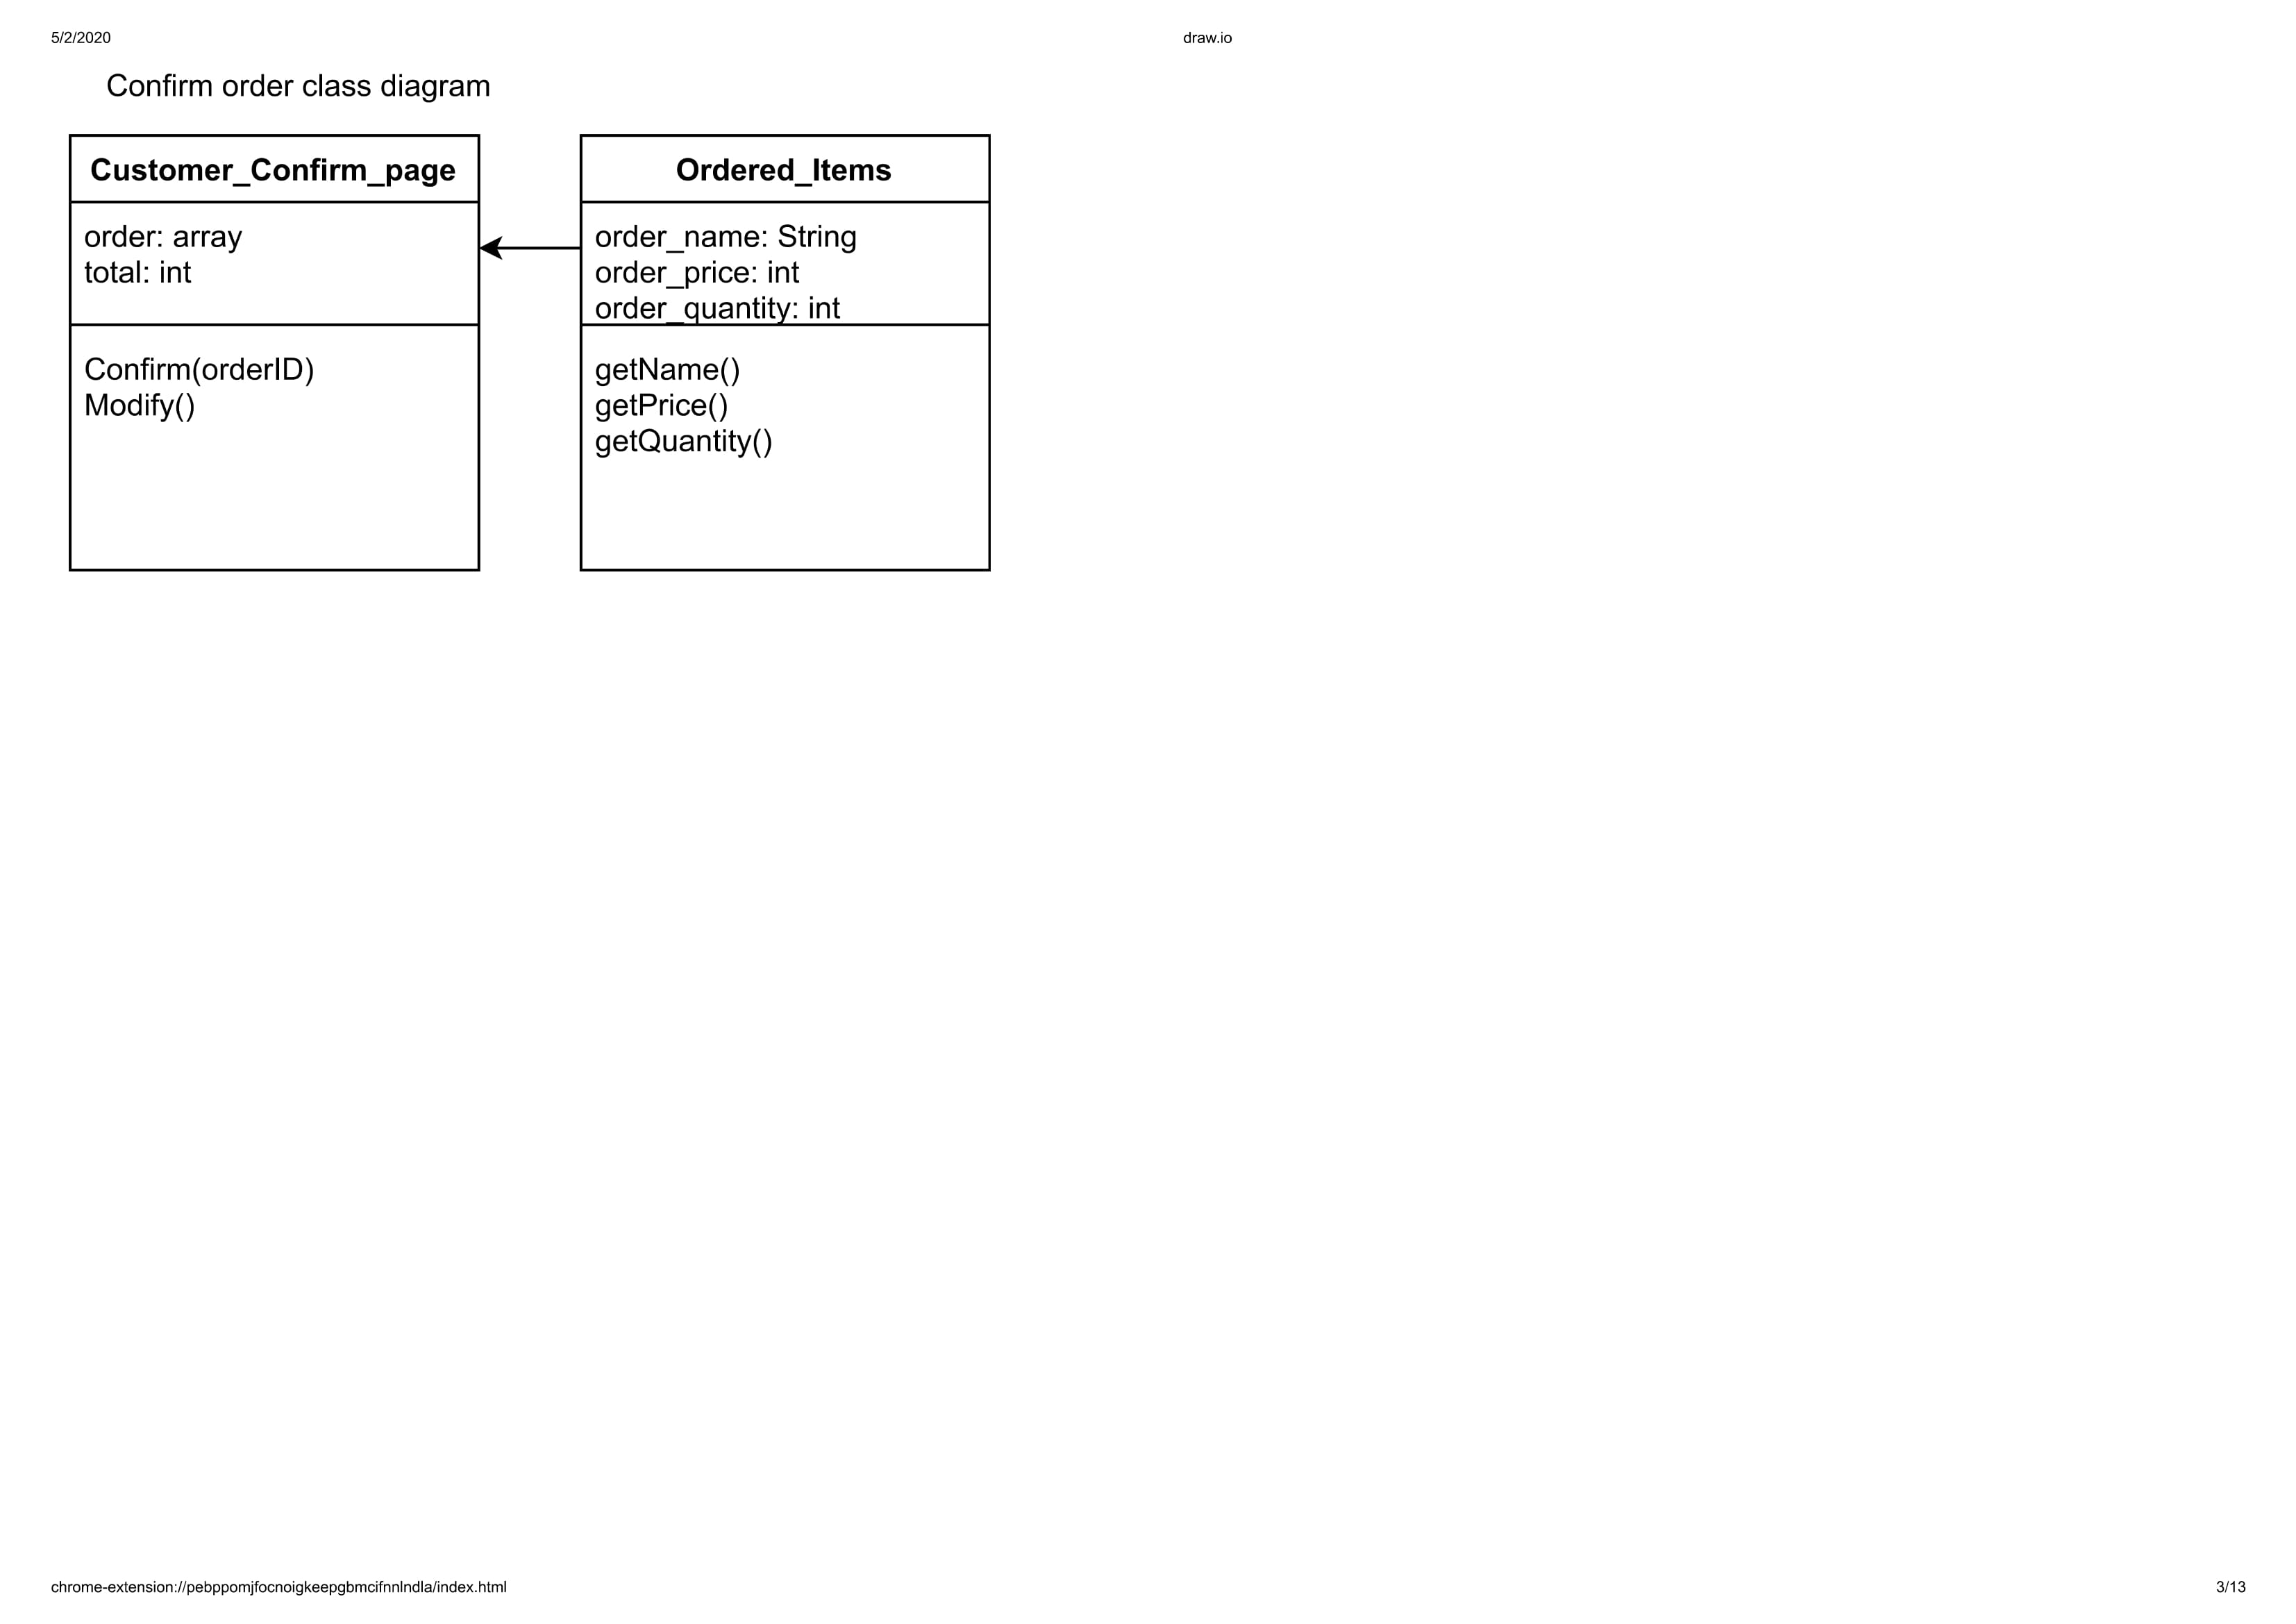 5/2/2020
draw.io
Confirm order class diagram
Customer_Confirm_page
order: array
total: int
Confirm(orderID)
Modify()
Ordered_Items
order_name: String
order_price: int
order_quantity: int
getName()
getPrice()
getQuantity()
chrome-extension://pebppomjfocnoigkeepgbmcifnnlndla/index.html
3/13